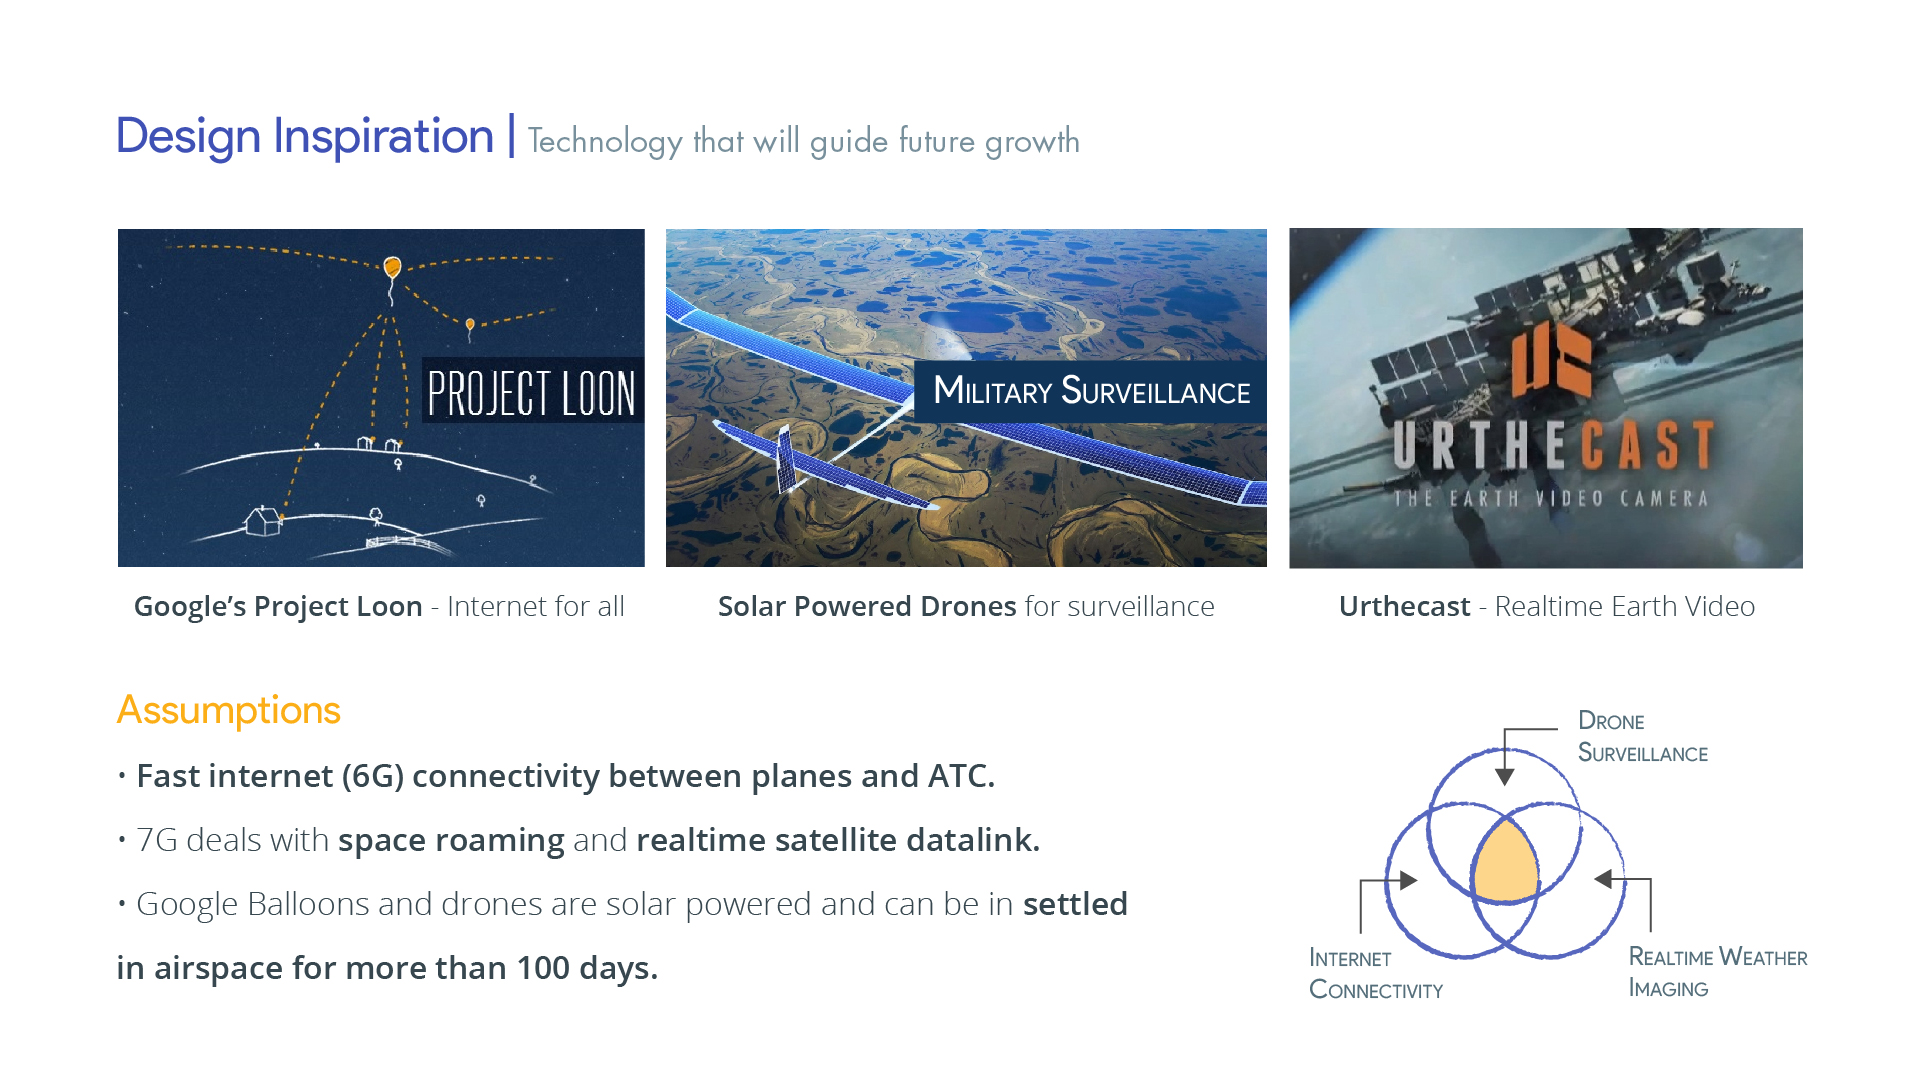 Design Inspiration | Technology that will guide future growth
PROJECT LOON
MILITARY SURVEILLANCE
URTHECAST
THE EARTH VIDEO CAMERA
Google’s Project Loon - Internet for all
Solar Powered Drones for surveillance
Urthecast - Realtime Earth Video
Assumptions
• Fast internet (6G) connectivity between planes and ATC.
• 7G deals with space roaming and realtime satellite datalink.
• Google Balloons and drones are solar powered and can be in settled
in airspace for more than 100 days.
DRONE
SURVEILLANCE
INTERNET
CONNECTIVITY
REALTIME WEATHER
IMAGING